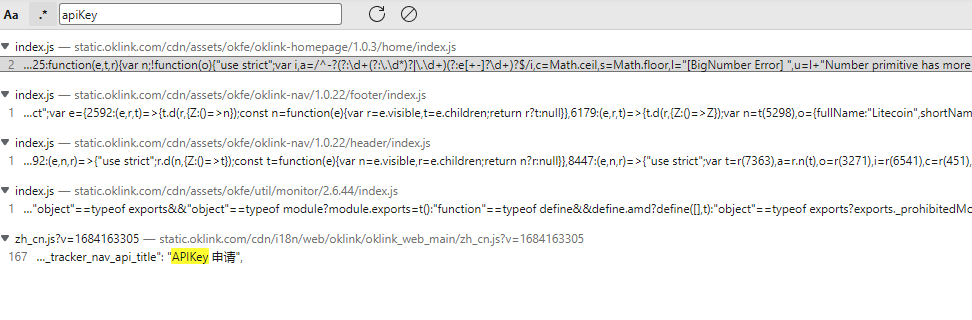 Aa .* apiKey
index.js — static.oklink.com/cdn/assets/okfe/oklink-homepage/1.0.3/home/index.js
2 ...25:function(e,t,r){var n;!function(o){"use strict";var i,a=/^-?(?:\d+(?:\.\d*)?|\.\d+)(?:e[+-]?\d+)?$/i,c=Math.ceil,s=Math.floor,l="[BigNumber Error] ",u=l+"Number primitive has more
index.js — static.oklink.com/cdn/assets/okfe/oklink-nav/1.0.22/footer/index.js
1 ...ct";var e={2592:(e,r,t)=>{t.d(r,{Z:()=>n});const n=function(e){var r=e.visible,t=e.children;return r?t:null}},6179:(e,r,t)=>{t.d(r,{Z:()=>Z});var n=t(5298),o={fullName:"Litecoin",shortNam
index.js — static.oklink.com/cdn/assets/okfe/oklink-nav/1.0.22/header/index.js
1 ...92:(e,n,r)=>{"use strict";r.d(n,{Z:()=>t});const t=function(e){var n=e.visible,r=e.children;return n?r:null}},8447:(e,n,r)=>{"use strict";var t=r(7363),a=r.n(t),o=r(3271),i=r(6541),c=r(451),
index.js — static.oklink.com/cdn/assets/okfe/util/monitor/2.6.44/index.js
1 ..."object"==typeof exports&&"object"==typeof module?module.exports=t():"function"==typeof define&&define.amd?define([],t):"object"==typeof exports?exports._prohibitedMo
zh_cn.js?v=1684163305 — static.oklink.com/cdn/i18n/web/oklink/oklink_web_main/zh_cn.js?v=1684163305
167 ..._tracker_nav_api_title": "APIKey 申请",